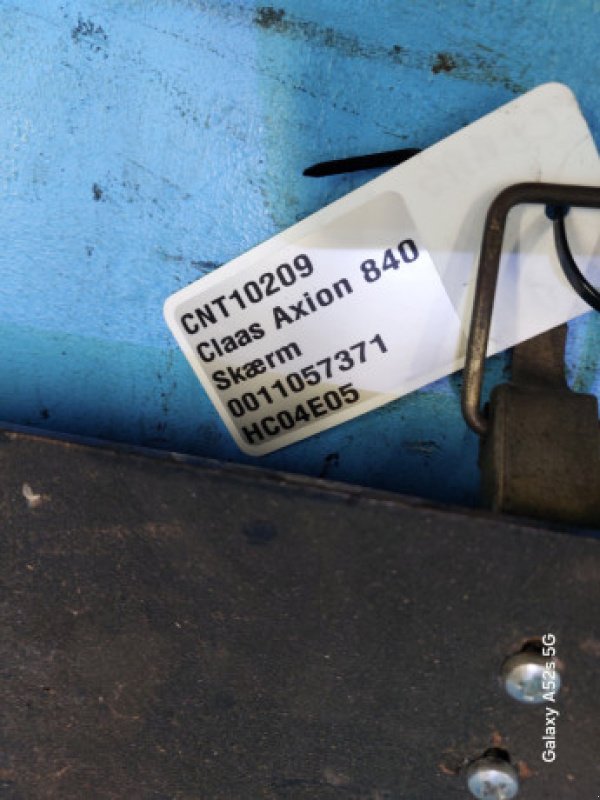 CNT10209
Claas Axion 840
Skærm
0011057371
HC04E05
Galaxy A52s 5G